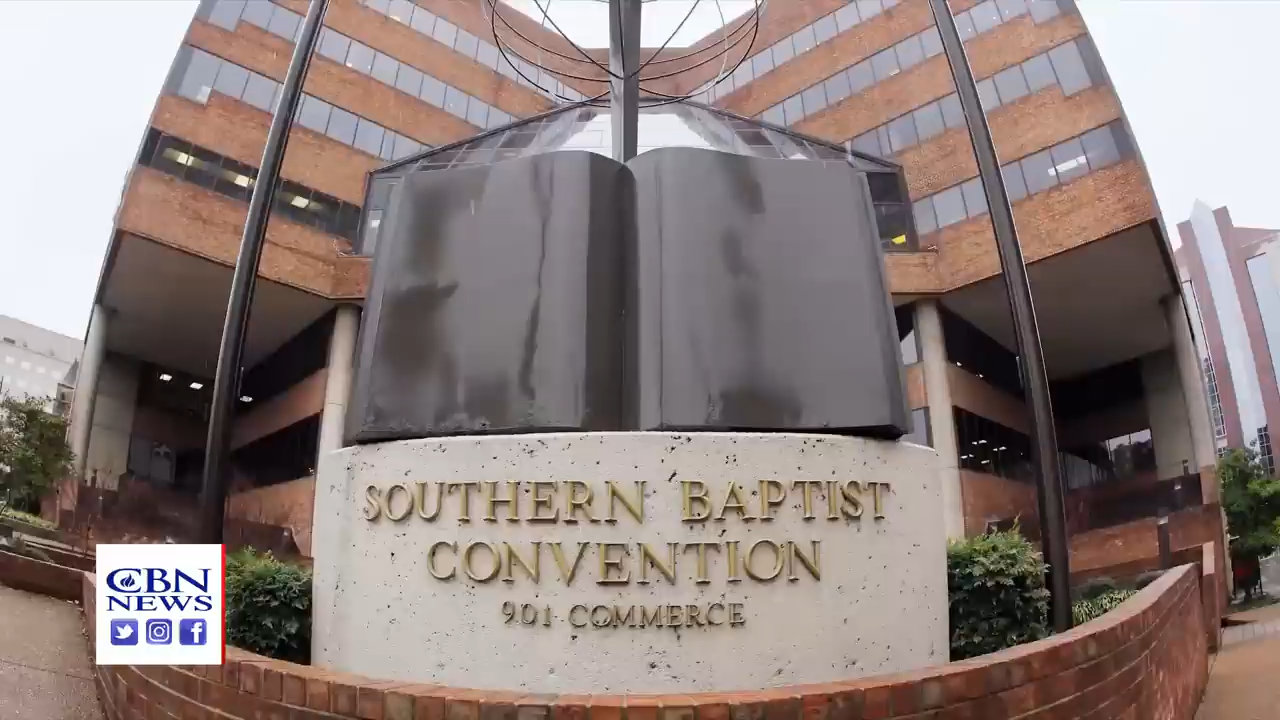 SOUTHERN BAPTIST
CONVENTION
901 COMMERCE
CBN
NEWS